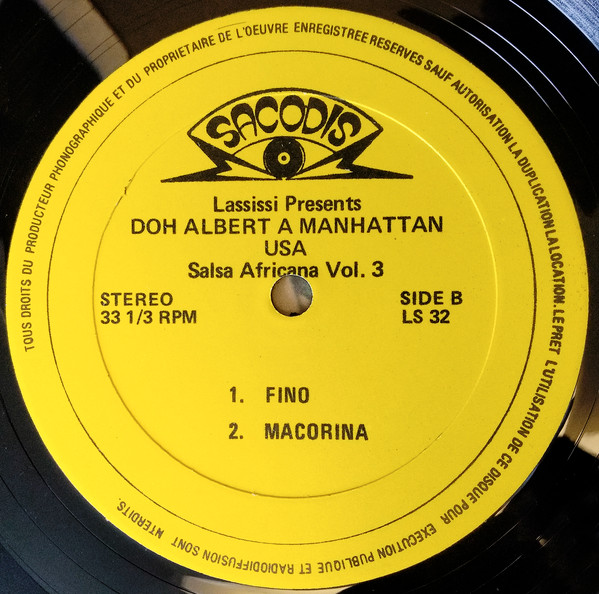 TOUS DROITS DU PRODUCTEUR PHONOGRAPHIQUE ET DU PROPRIETAIRE DE L'OEUVRE ENREGISTREE RESERVES SAUF AUTORISATION LA DUPLICATION LA LOCATION. LE PRET L'UTILISATION DE CE DISQUE POUR EXECUTION PUBLIQUE ET RADIODIFFUSION SONT NTERDITS.
SACODIS
Lassissi Presents
DOH ALBERT A MANHATTAN
USA
Salsa Africana Vol. 3
STEREO SIDE B
33 1/3 RPM LS 32
1. FINO
2. MACORINA